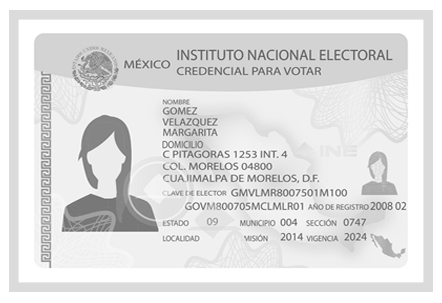 INSTITUTO NACIONAL ELECTORAL
MÉXICO CREDENCIAL PARA VOTAR
NOMBRE
GOMEZ
VELAZQUEZ
MARGARITA
DOMICILIO
C PITAGORAS 1253 INT. 4
COL. MORELOS 04800
CUAJIMALPA DE MORELOS, D.F.
INE
CLAVE DE ELECTOR GMVLMR8007501M100
GOVM800705MCLMLR01 AÑO DE REGISTRO 2008 02
ESTADO 09 MUNICIPIO 004 SECCIÓN 0747
LOCALIDAD VISIÓN 2014 VIGENCIA 2024